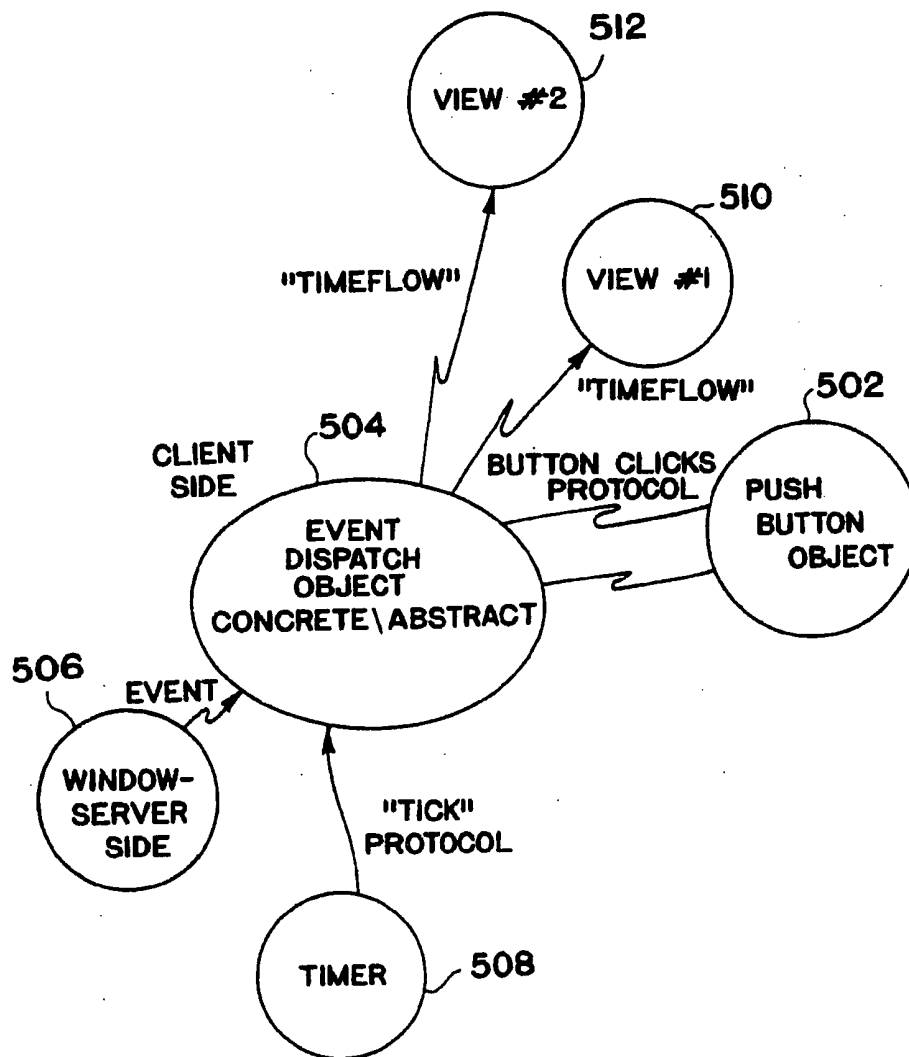 512
VIEW #2
510
VIEW #1
"TIMEFLOW"
"TIMEFLOW"
502
504
CLIENT
SIDE
BUTTON CLICKS
PROTOCOL
PUSH
BUTTON
OBJECT
EVENT
DISPATCH
OBJECT
CONCRETE\ABSTRACT
506
EVENT
WINDOW-
SERVER
SIDE
"TICK"
PROTOCOL
TIMER
508